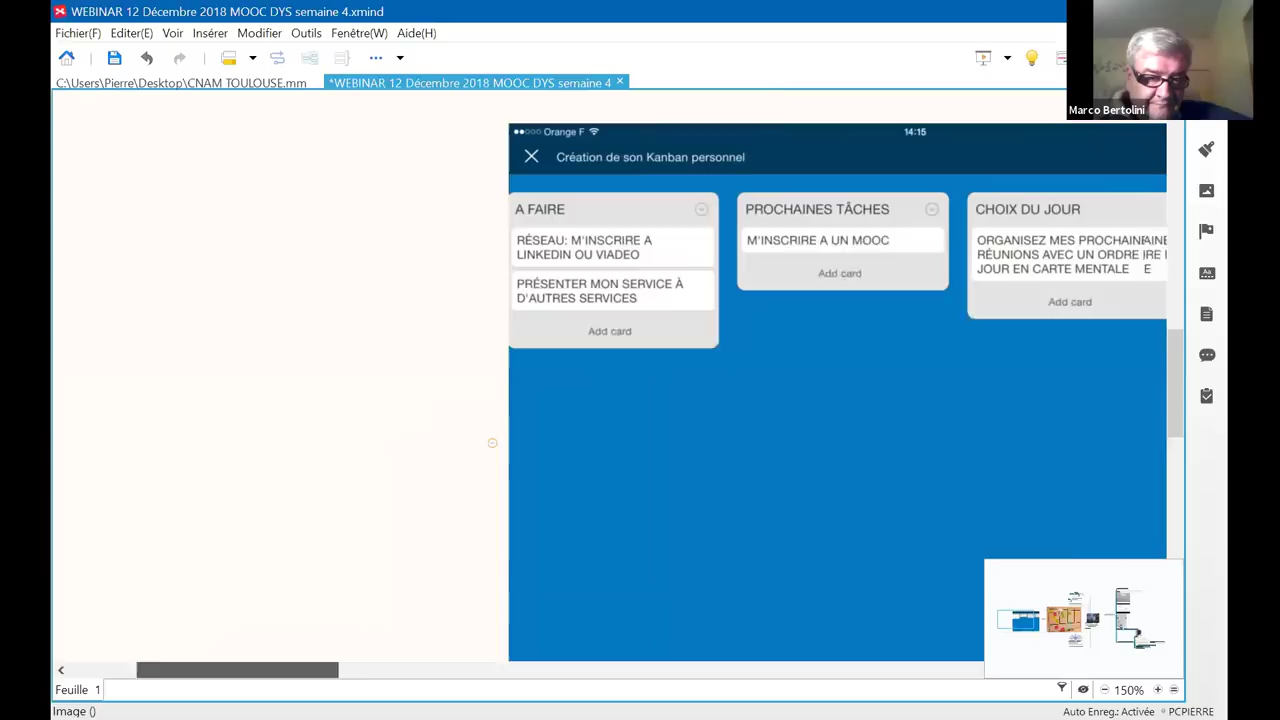 WEBINAR 12 Décembre 2018 MOOC DYS semaine 4.xmind
Fichier(F) Editer(E) Voir Insérer Modifier Outils Fenêtre(W) Aide(H)
C:\Users\Pierre\Desktop\CNAM TOULOUSE.mm
*WEBINAR 12 Décembre 2018 MOOC DYS semaine 4
Marco Bertolini
Orange F
14:15
Création de son Kanban personnel
A FAIRE
RÉSEAU: M'INSCRIRE A
LINKEDIN OU VIADEO
PRÉSENTER MON SERVICE À
D'AUTRES SERVICES
Add card
PROCHAINES TÂCHES
M'INSCRIRE A UN MOOC
Add card
CHOIX DU JOUR
ORGANISEZ MES PROCHAINE
RÉUNIONS AVEC UN ORDRE
JOUR EN CARTE MENTALE
Add card
Feuille 1
150%
Image ()
Auto Enreg.: Activée
PCPIERRE